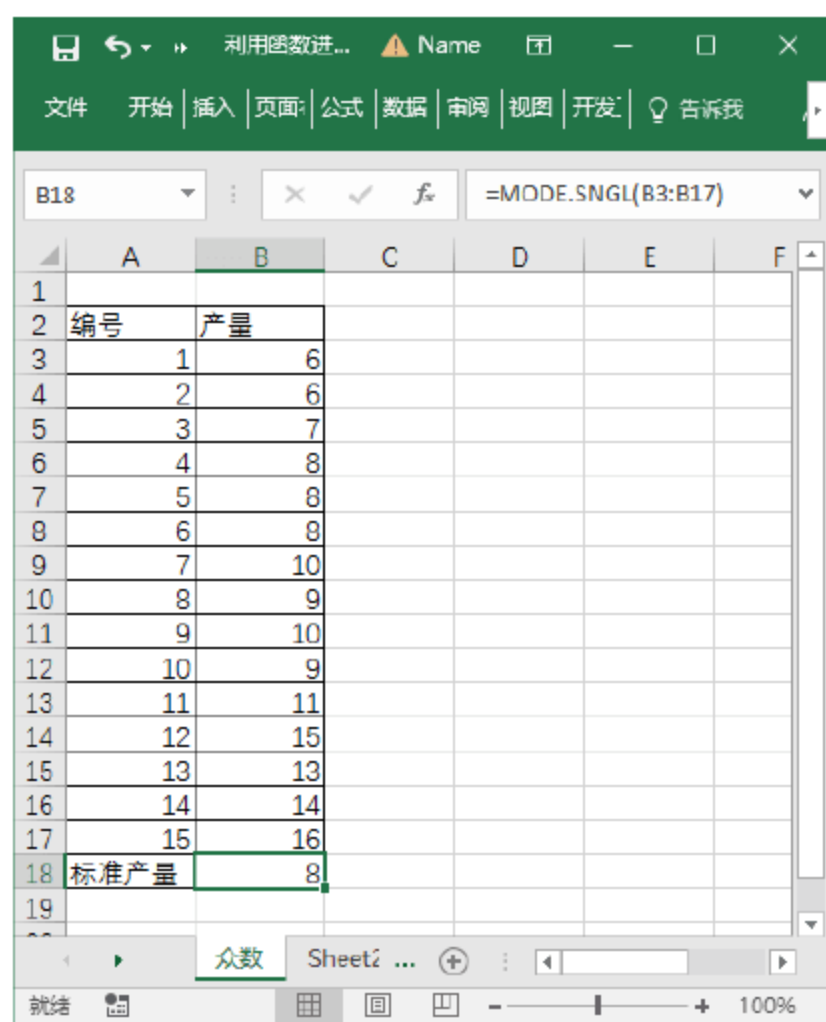 利用函数进... Name
文件 开始 插入 页面 公式 数据 审阅 视图 开发 告诉我
B18 fx =MODE.SNGL(B3:B17)
A B C D E F
1
2 编号 产量
3 1 6
4 2 6
5 3 7
6 4 8
7 5 8
8 6 8
9 7 10
10 8 9
11 9 10
12 10 9
13 11 11
14 12 15
15 13 13
16 14 14
17 15 16
18 标准产量 8
19
众数 Sheet2 ...
就绪 100%